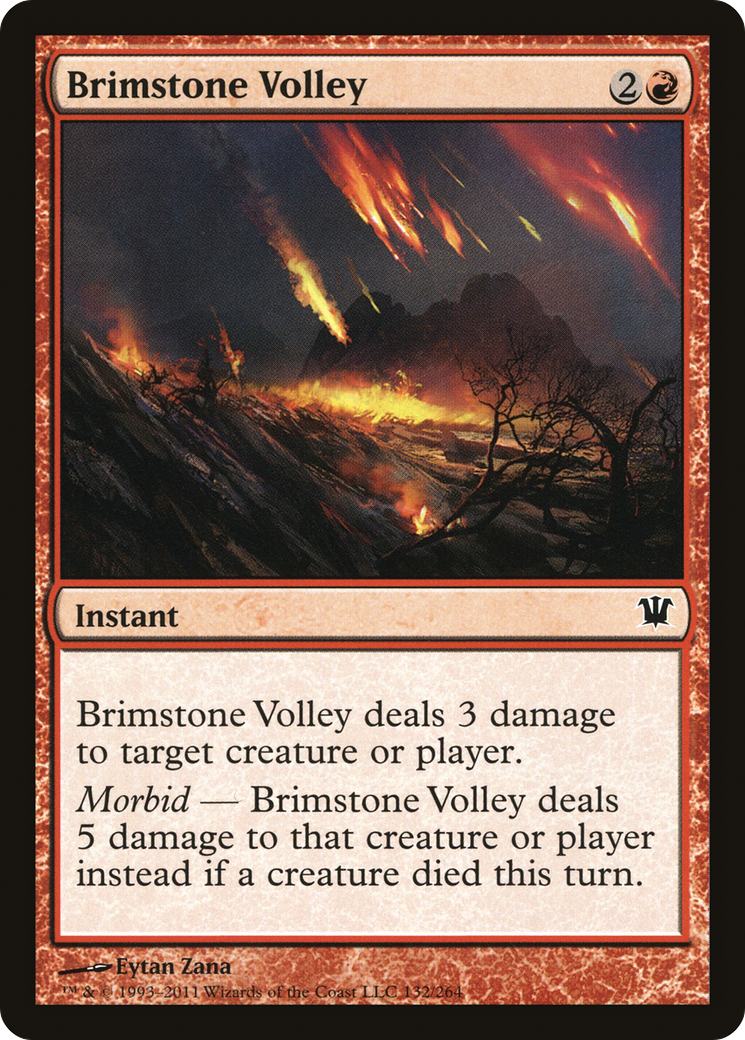 Brimstone Volley 2
Instant
Brimstone Volley deals 3 damage
to target creature or player.
Morbid — Brimstone Volley deals
5 damage to that creature or player
instead if a creature died this turn.
Eytan Zana
™ & © 1993–2011 Wizards of the Coast LLC 132/264